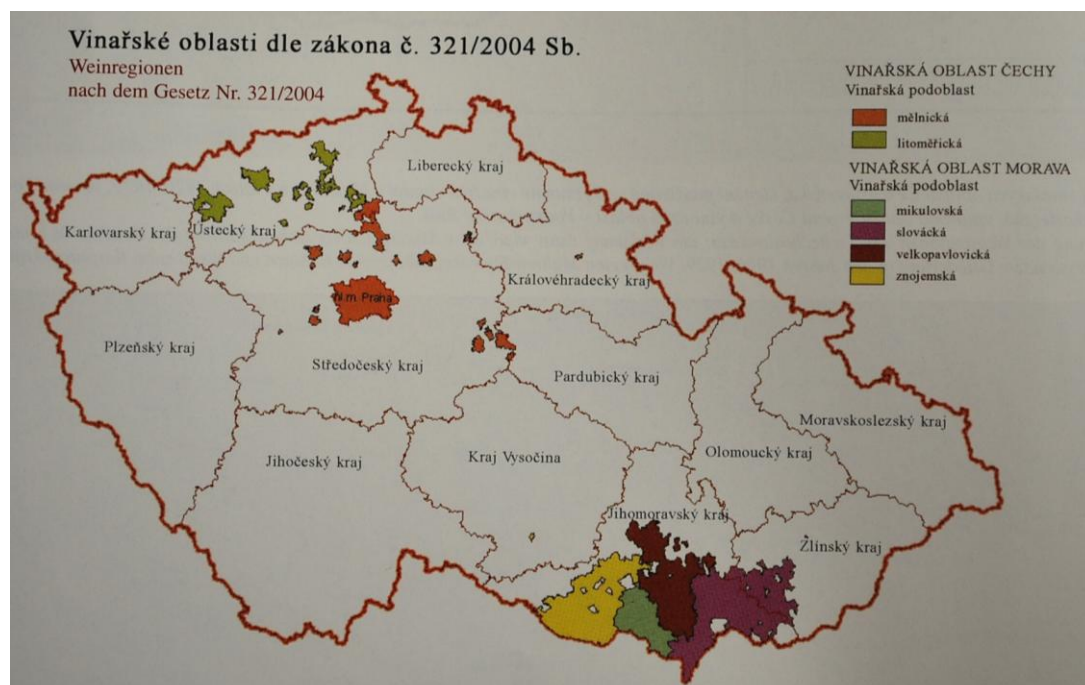 Vinařské oblasti dle zákona č. 321/2004 Sb.
Weinregionen
nach dem Gesetz Nr. 321/2004
VINAŘSKÁ OBLAST ČECHY
Vinařská podoblast
mělnická
litoměřická
VINAŘSKÁ OBLAST MORAVA
Vinařská podoblast
mikulovská
slovácká
velkopavlovická
znojemská
Liberecký kraj
Karlovarský kraj
Ústecký kraj
Královéhradecký kraj
hl.m. Praha
Plzeňský kraj
Středočeský kraj
Pardubický kraj
Moravskoslezský kraj
Jihočeský kraj
Kraj Vysočina
Olomoucký kraj
Jihomoravský kraj
Zlínský kraj